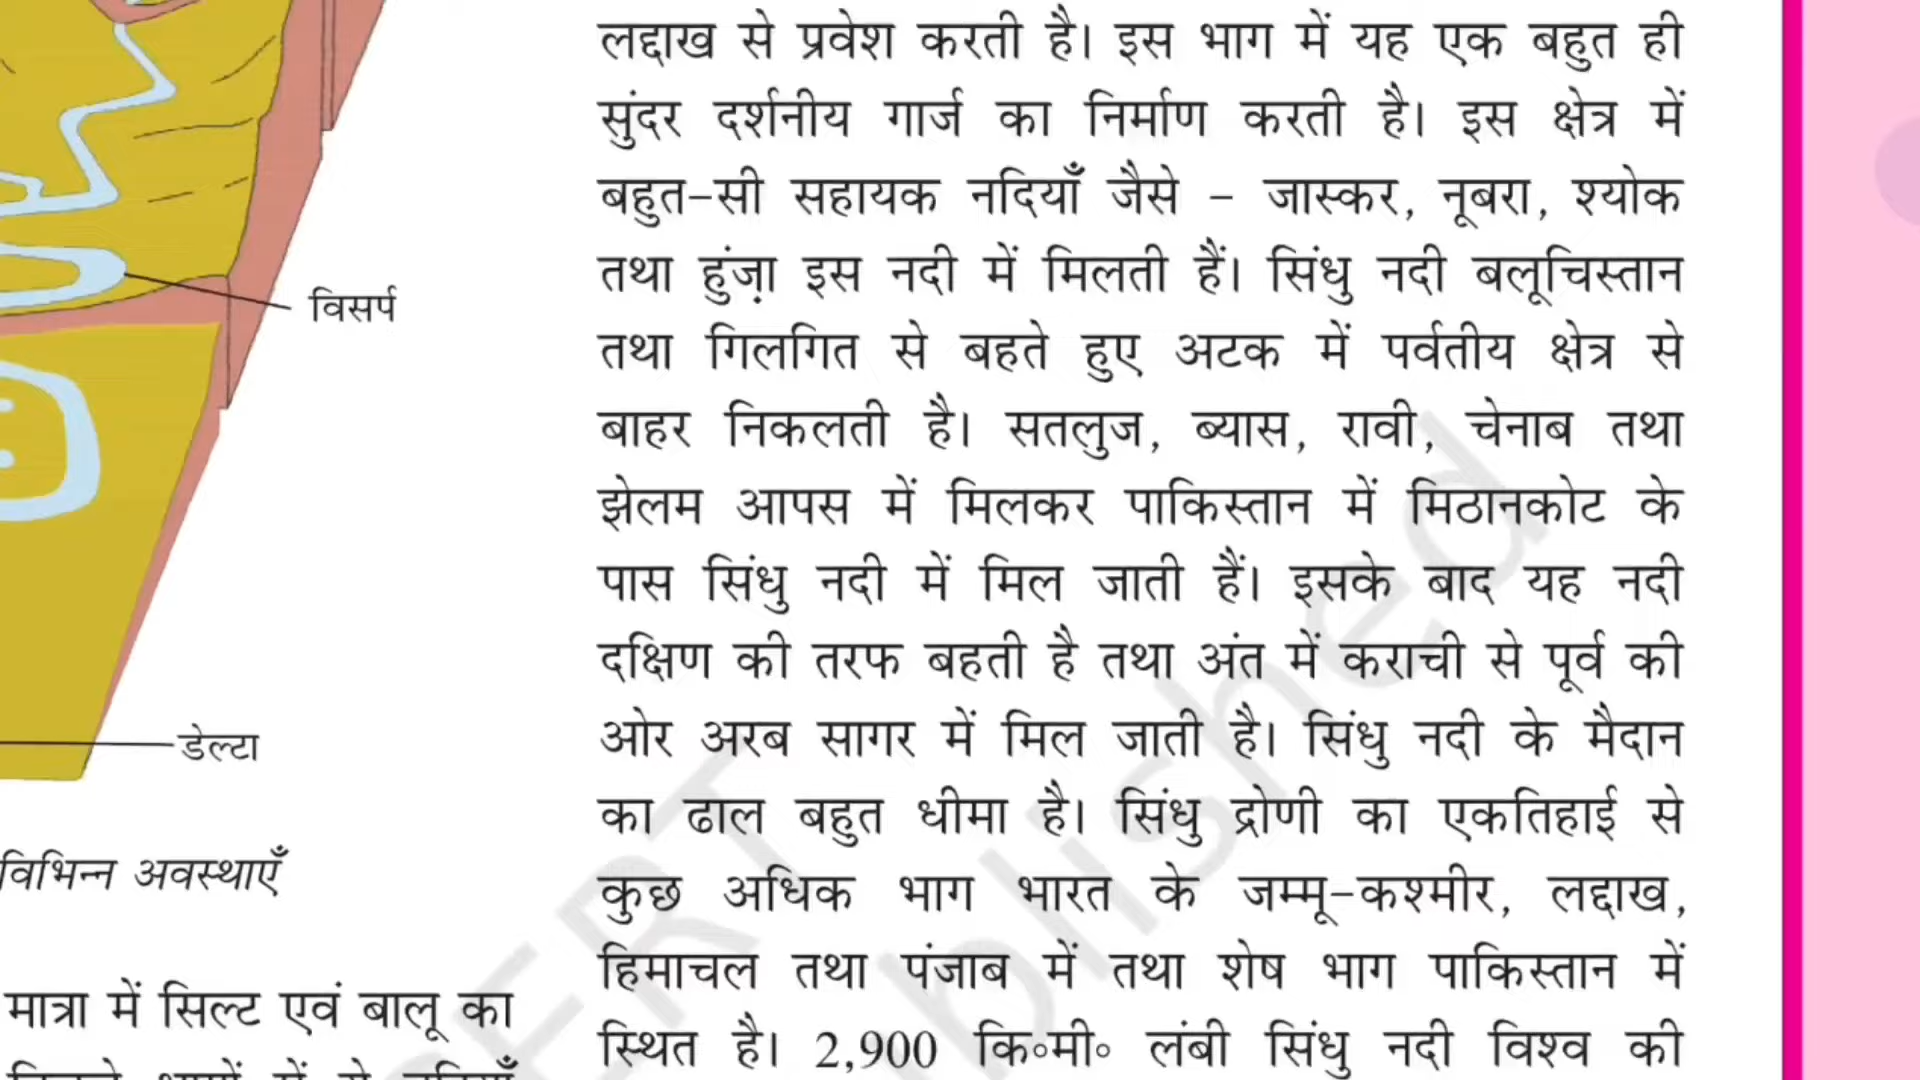 विसर्प
डेल्टा
विभिन्न अवस्थाएँ
मात्रा में सिल्ट एवं बालू का
लद्दाख से प्रवेश करती है। इस भाग में यह एक बहुत ही
सुंदर दर्शनीय गार्ज का निर्माण करती है। इस क्षेत्र में
बहुत-सी सहायक नदियाँ जैसे – जास्कर, नूबरा, श्योक
तथा हुंज़ा इस नदी में मिलती हैं। सिंधु नदी बलूचिस्तान
तथा गिलगित से बहते हुए अटक में पर्वतीय क्षेत्र से
बाहर निकलती है। सतलुज, ब्यास, रावी, चेनाब तथा
झेलम आपस में मिलकर पाकिस्तान में मिठानकोट के
पास सिंधु नदी में मिल जाती हैं। इसके बाद यह नदी
दक्षिण की तरफ बहती है तथा अंत में कराची से पूर्व की
ओर अरब सागर में मिल जाती है। सिंधु नदी के मैदान
का ढाल बहुत धीमा है। सिंधु द्रोणी का एकतिहाई से
कुछ अधिक भाग भारत के जम्मू-कश्मीर, लद्दाख,
हिमाचल तथा पंजाब में तथा शेष भाग पाकिस्तान में
स्थित है। 2,900 कि॰मी॰ लंबी सिंधु नदी विश्व की